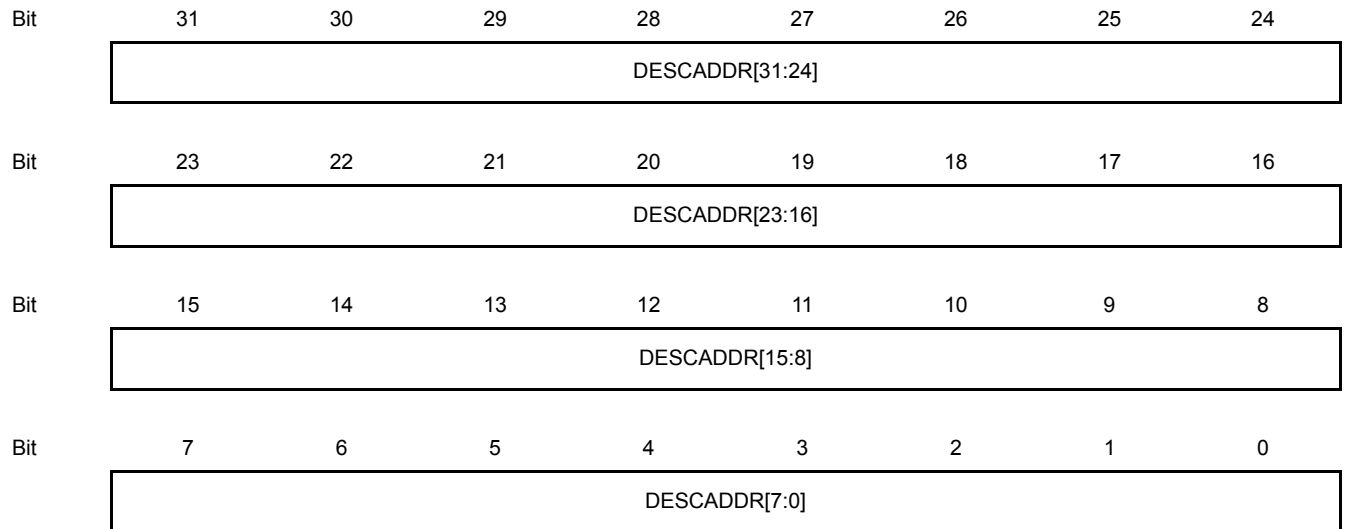 Bit 31 30 29 28 27 26 25 24
DESCADDR[31:24]
Bit 23 22 21 20 19 18 17 16
DESCADDR[23:16]
Bit 15 14 13 12 11 10 9 8
DESCADDR[15:8]
Bit 7 6 5 4 3 2 1 0
DESCADDR[7:0]